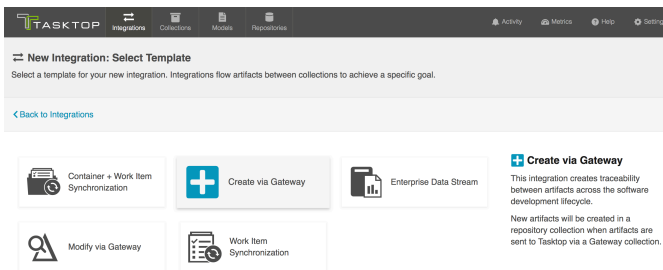 TASKTOP
Integrations
Collections
Models
Repositories
Activity
Metrics
Help
Setting
New Integration: Select Template
Select a template for your new integration. Integrations flow artifacts between collections to achieve a specific goal.
Back to Integrations
Container + Work Item
Synchronization
Create via Gateway
Enterprise Data Stream
Modify via Gateway
Work Item
Synchronization
Create via Gateway
This integration creates traceability
between artifacts across the software
development lifecycle.
New artifacts will be created in a
repository collection when artifacts are
sent to Tasktop via a Gateway collection.